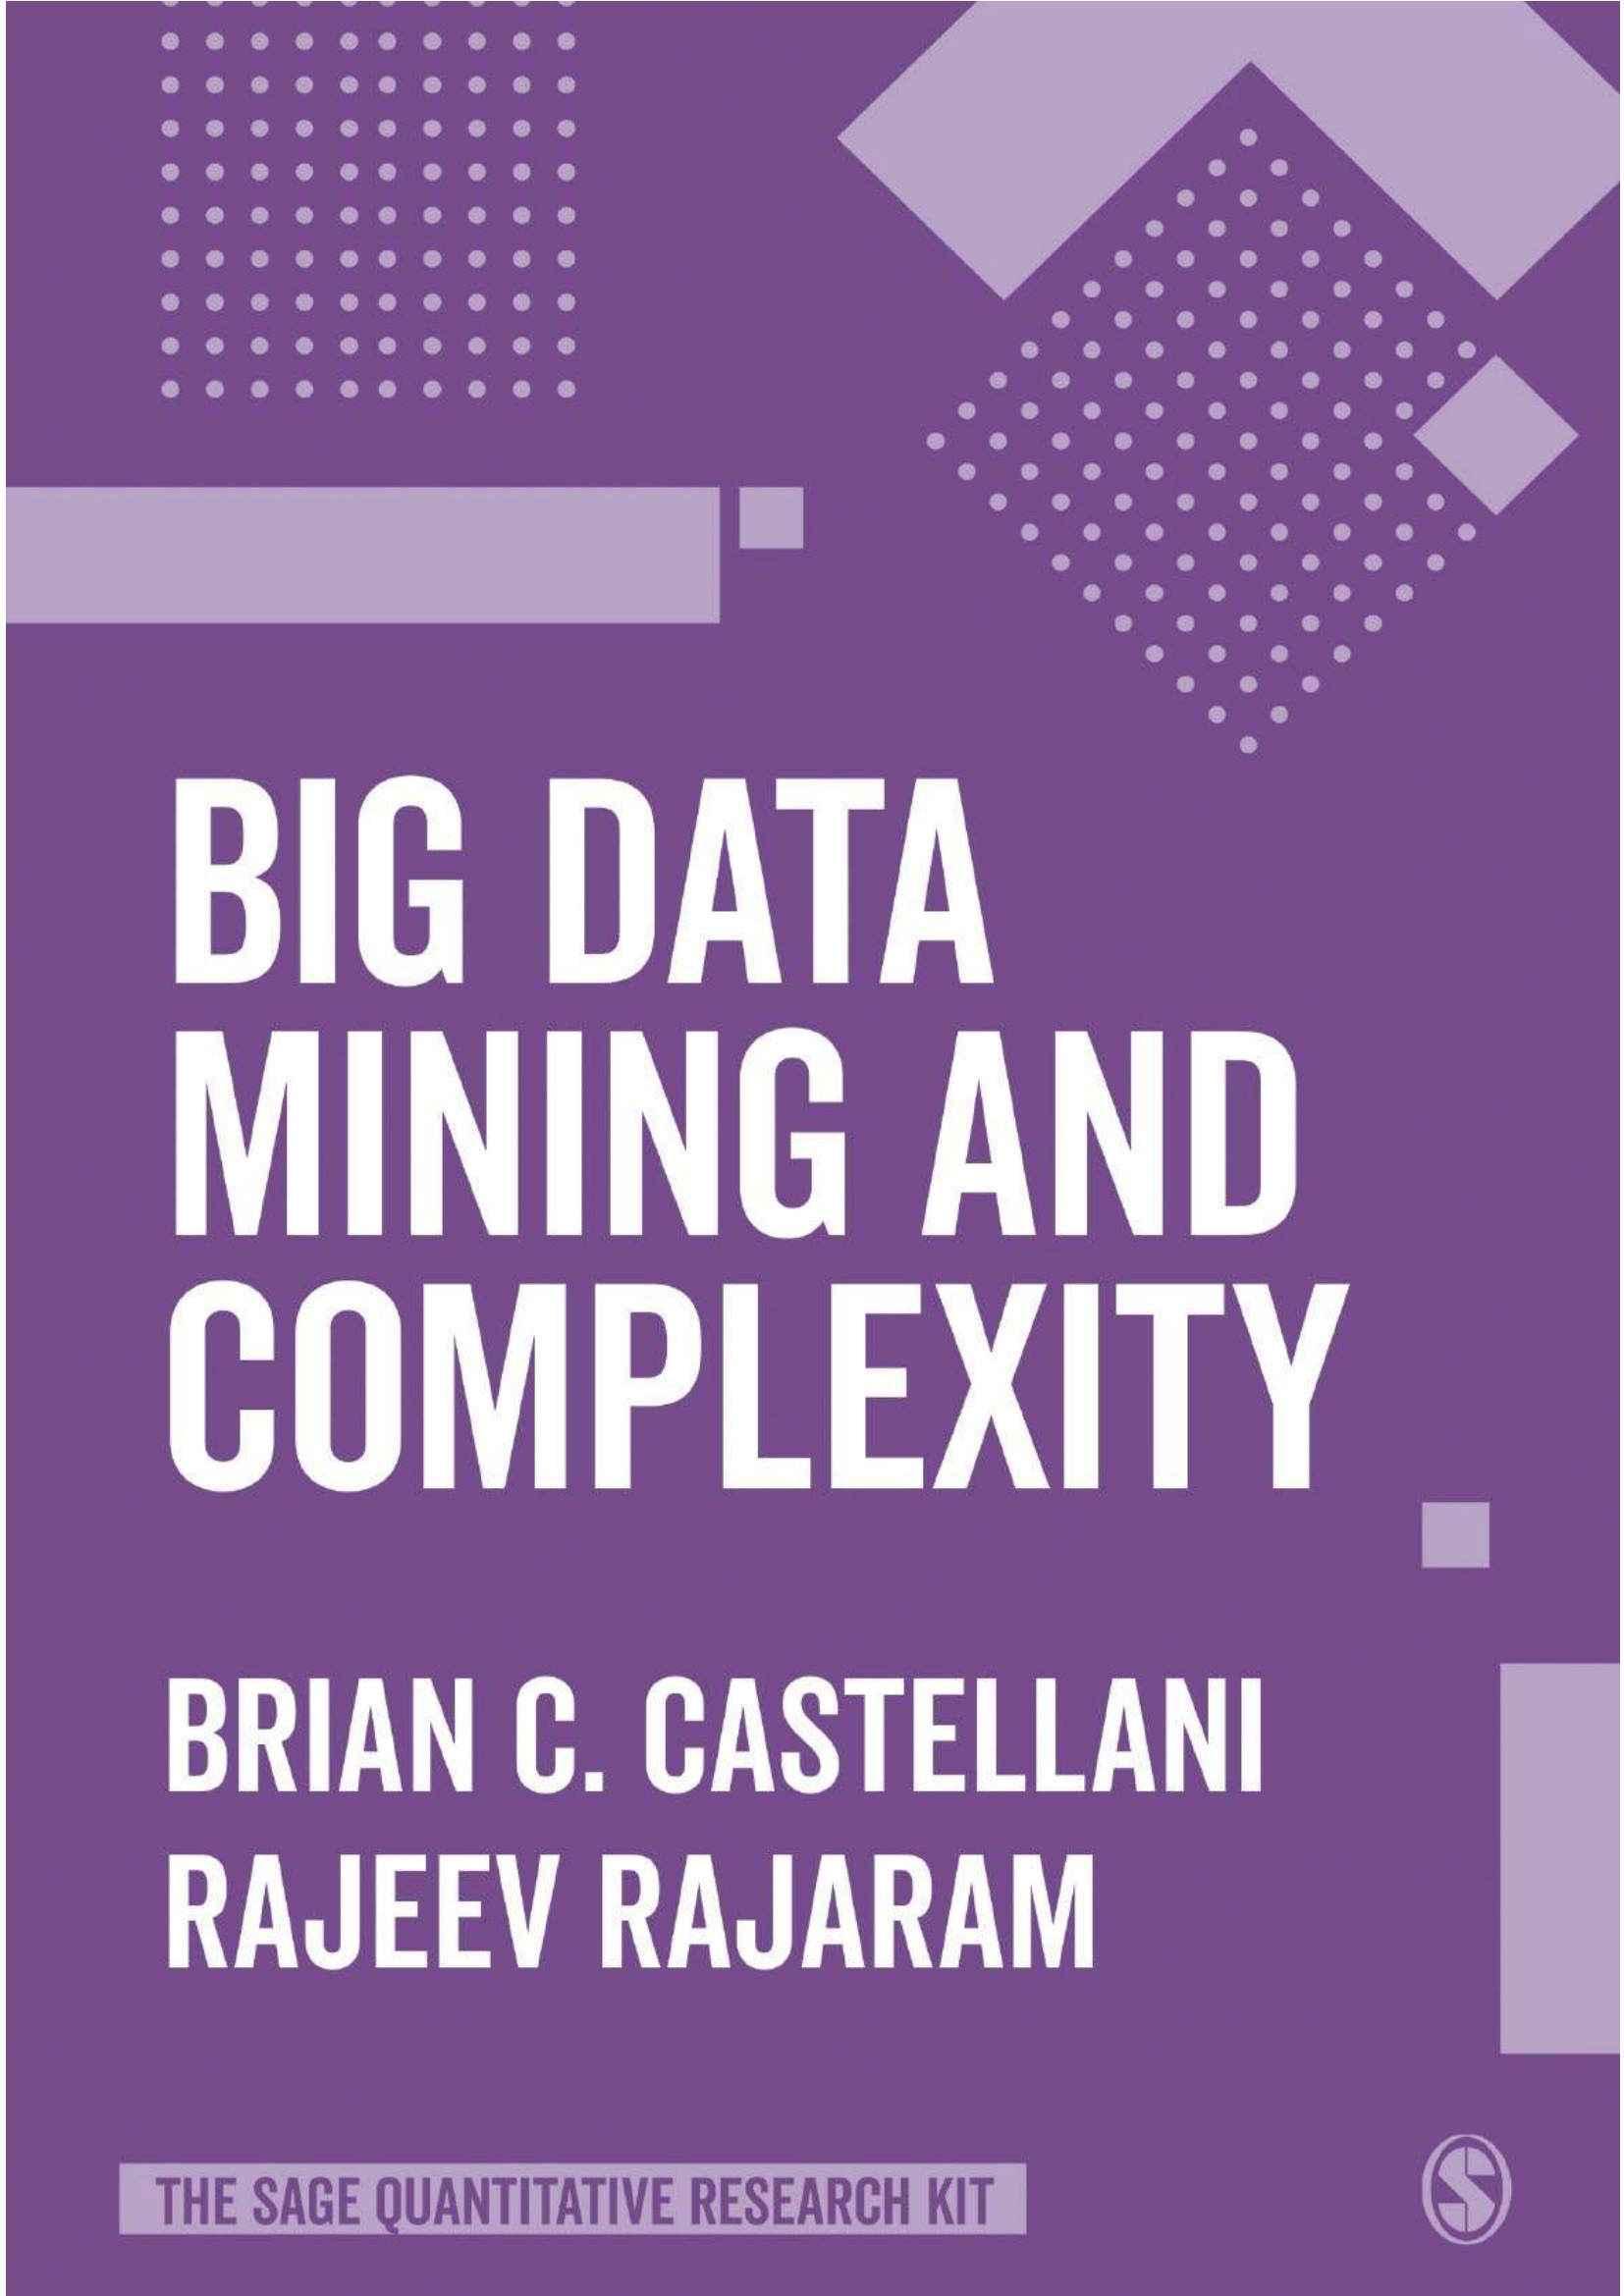 BIG DATA
MINING AND
COMPLEXITY
BRIAN C. CASTELLANI
RAJEEV RAJARAM
THE SAGE QUANTITATIVE RESEARCH KIT